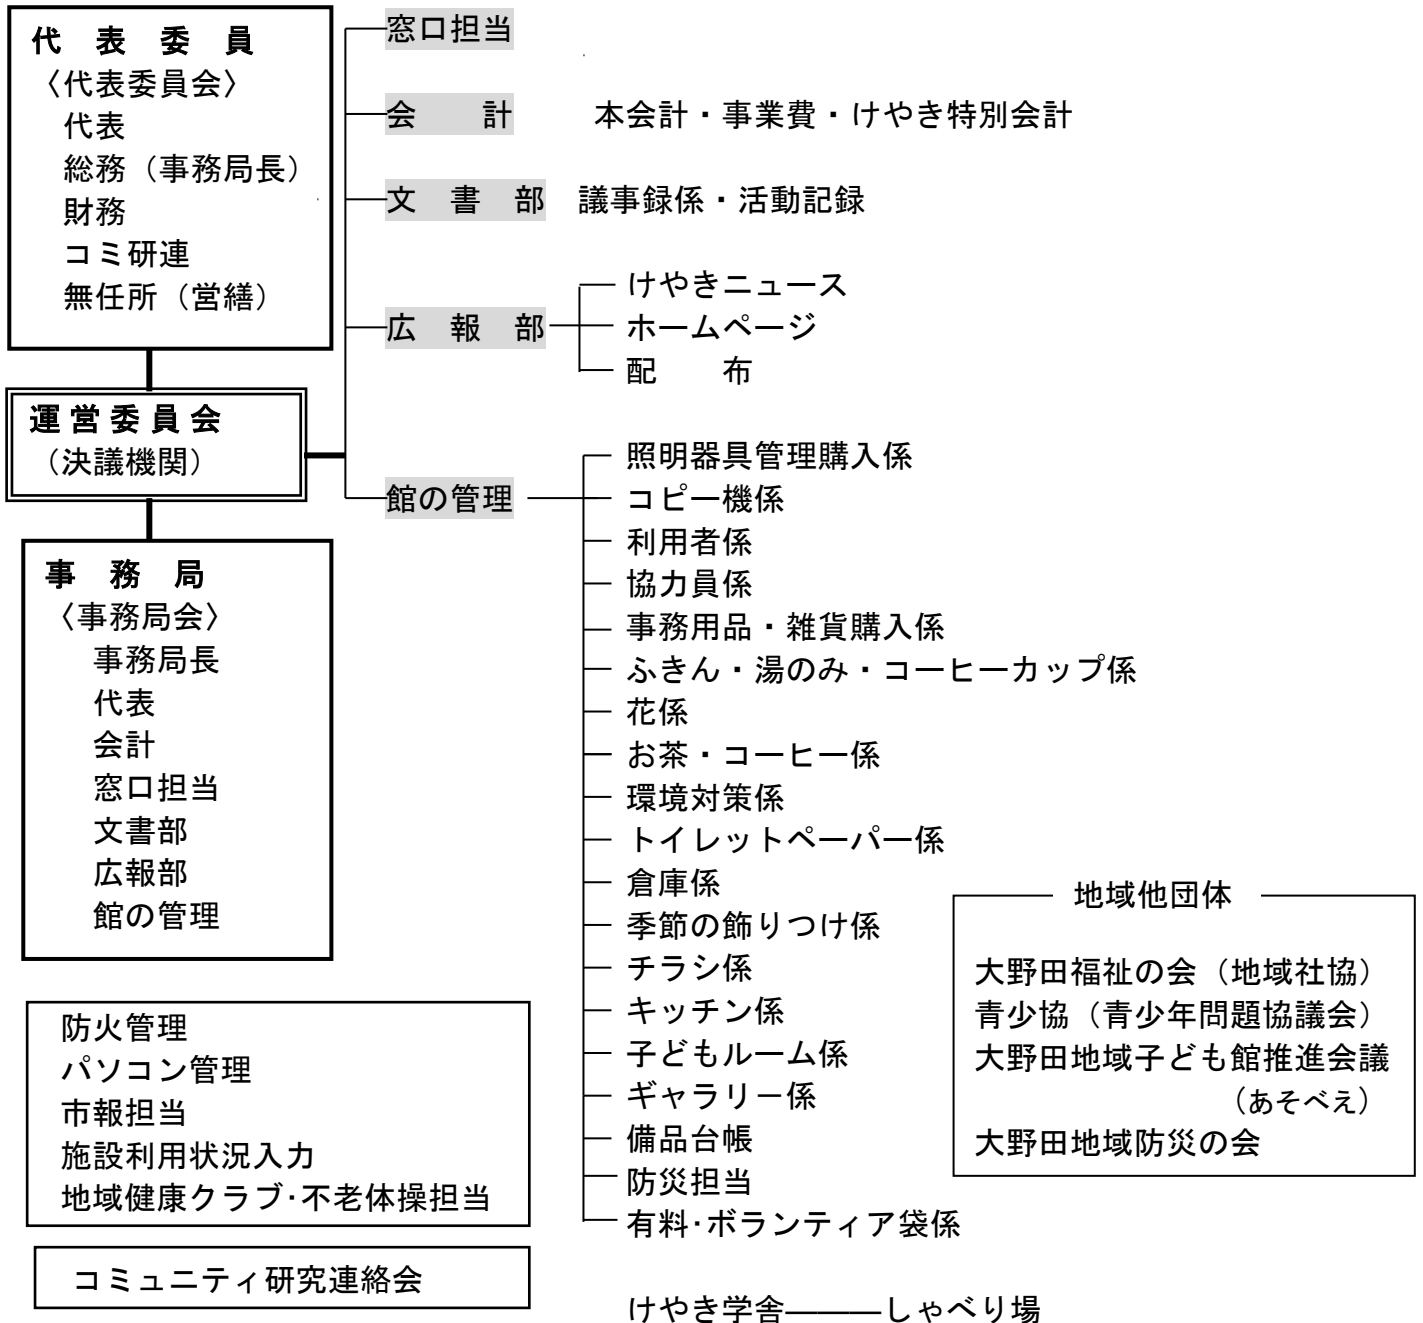 代　表　委　員
〈代表委員会〉
代表
総務（事務局長）
財務
コミ研連
無任所（営繕）
運営委員会
（決議機関）
事　務　局
〈事務局会〉
事務局長
代表
会計
窓口担当
文書部
広報部
館の管理
防火管理
パソコン管理
市報担当
施設利用状況入力
地域健康クラブ･不老体操担当
コミュニティ研究連絡会
窓口担当
会　　計　　本会計・事業費・けやき特別会計
文　書　部　議事録係・活動記録
広　報　部
けやきニュース
ホームページ
配　　布
館の管理
照明器具管理購入係
コピー機係
利用者係
協力員係
事務用品・雑貨購入係
ふきん・湯のみ・コーヒーカップ係
花係
お茶・コーヒー係
環境対策係
トイレットペーパー係
倉庫係
季節の飾りつけ係
チラシ係
キッチン係
子どもルーム係
ギャラリー係
備品台帳
防災担当
有料･ボランティア袋係
けやき学舎―――しゃべり場
地域他団体
大野田福祉の会（地域社協）
青少協（青少年問題協議会）
大野田地域子ども館推進会議
（あそべえ）
大野田地域防災の会